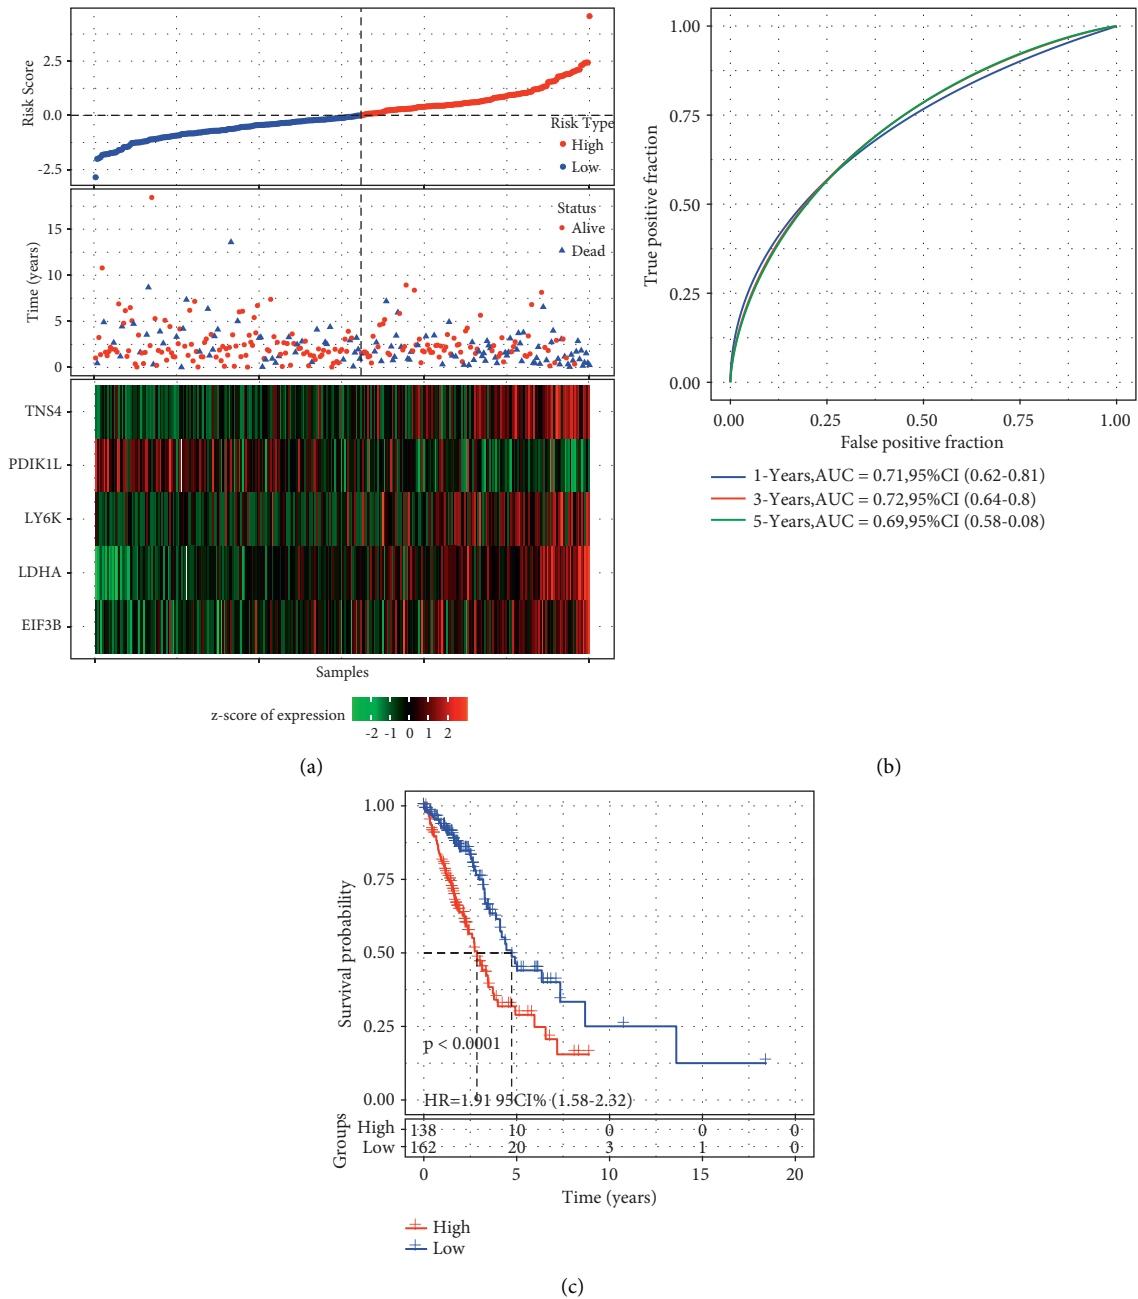 Risk Score
2.5
0.0
-2.5
Risk Type
High
Low
Time (years)
15
10
5
0
Status
Alive
Dead
TNS4
PDIK1L
LY6K
LDHA
EIF3B
Samples
z-score of expression
-2 -1 0 1 2
(a)
True positive fraction
1.00
0.75
0.50
0.25
0.00
0.00 0.25 0.50 0.75 1.00
False positive fraction
1-Years,AUC = 0.71,95%CI (0.62-0.81)
3-Years,AUC = 0.72,95%CI (0.64-0.8)
5-Years,AUC = 0.69,95%CI (0.58-0.08)
(b)
Survival probability
1.00
0.75
0.50
0.25
0.00
p < 0.0001
HR=1.91 95CI% (1.58-2.32)
Groups
High 138 10 0 0 0
Low 162 20 3 1 0
0 5 10 15 20
Time (years)
High
Low
(c)